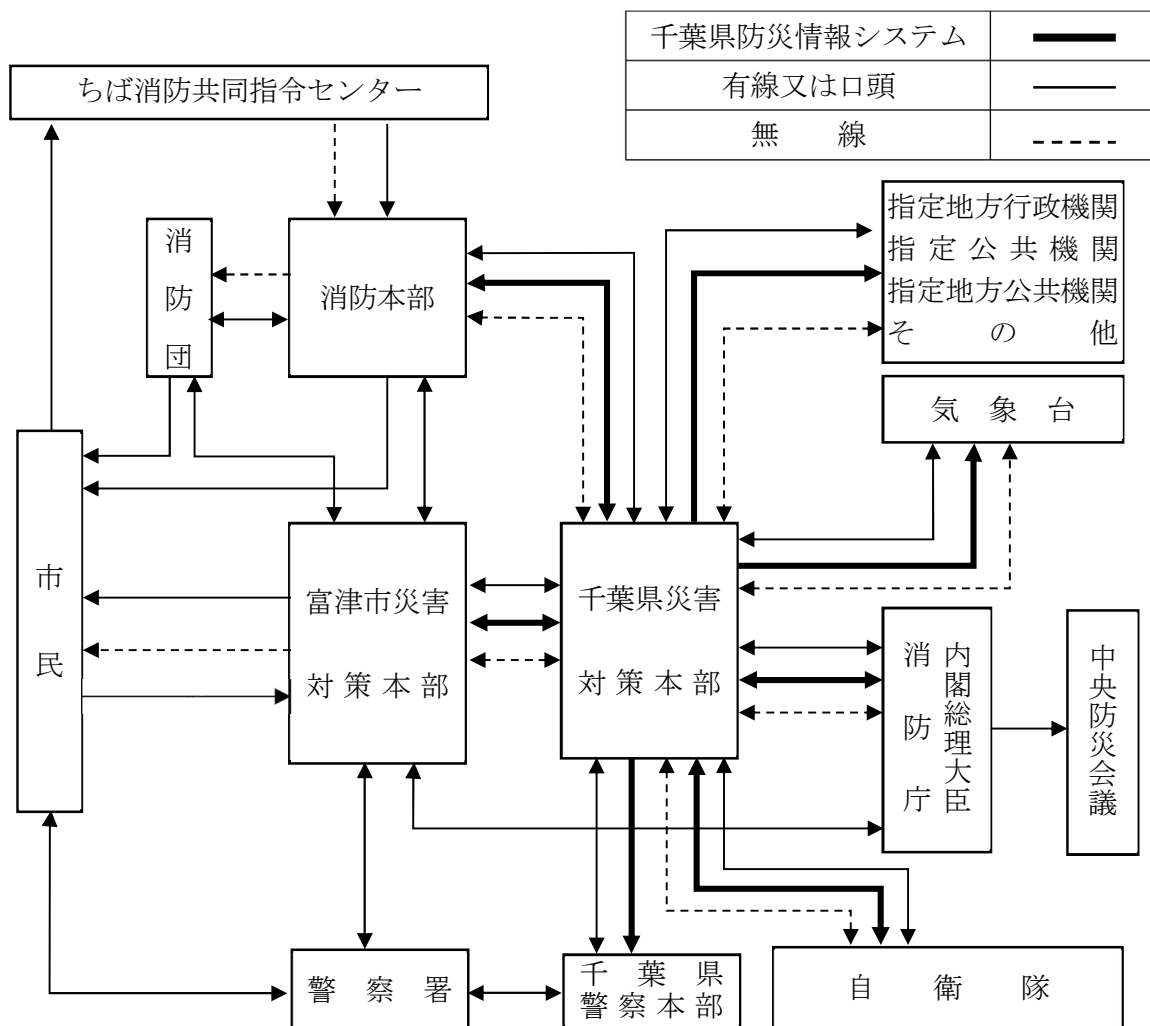 千葉県防災情報システム
有線又は口頭
無線
ちば消防共同指令センター
消防団
消防本部
指定地方行政機関
指定公共機関
指定地方公共機関
その他
気象台
市民
富津市災害
対策本部
千葉県災害
対策本部
内閣総理大臣
消防庁
中央防災会議
警察署
千葉県
警察本部
自衛隊